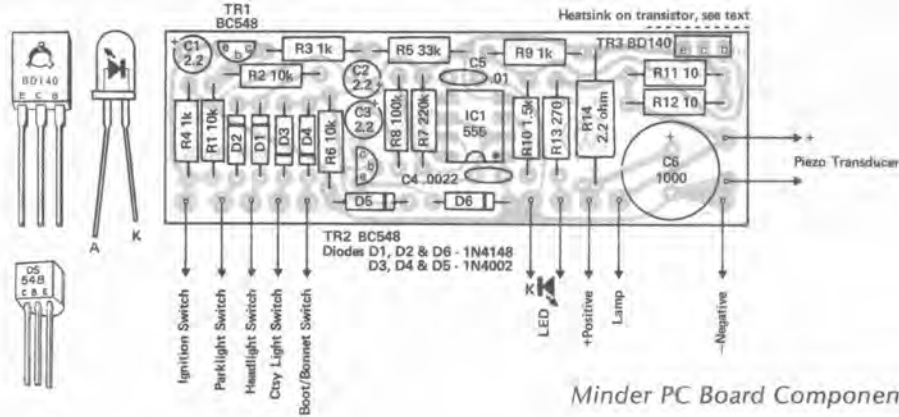 TR1
BC548
Heatsink on transistor, see text
TR3 BD140
C1
2.2
e b c
R3 1k
R5 33k
R9 1k
C5
.01
R2 10k
C2
2.2
R11 10
R12 10
BD140
E C B
R4 1k
R1 10k
D2
D1
D3
D4
R6 10k
C3
2.2
R8 100k
R7 220k
IC1
555
R10 1.5k
R13 270
R14
2.2 ohm
C6
1000
+
Piezo Transducer
C4 .0022
D5
D6
A K
TR2 BC548
Diodes D1, D2 & D6 - 1N4148
D3, D4 & D5 - 1N4002
DS
548
C B E
Ignition Switch
Parklight Switch
Headlight Switch
Ctsy Light Switch
Boot/Bonnet Switch
K
LED
+Positive
Lamp
-Negative
Minder PC Board Componen